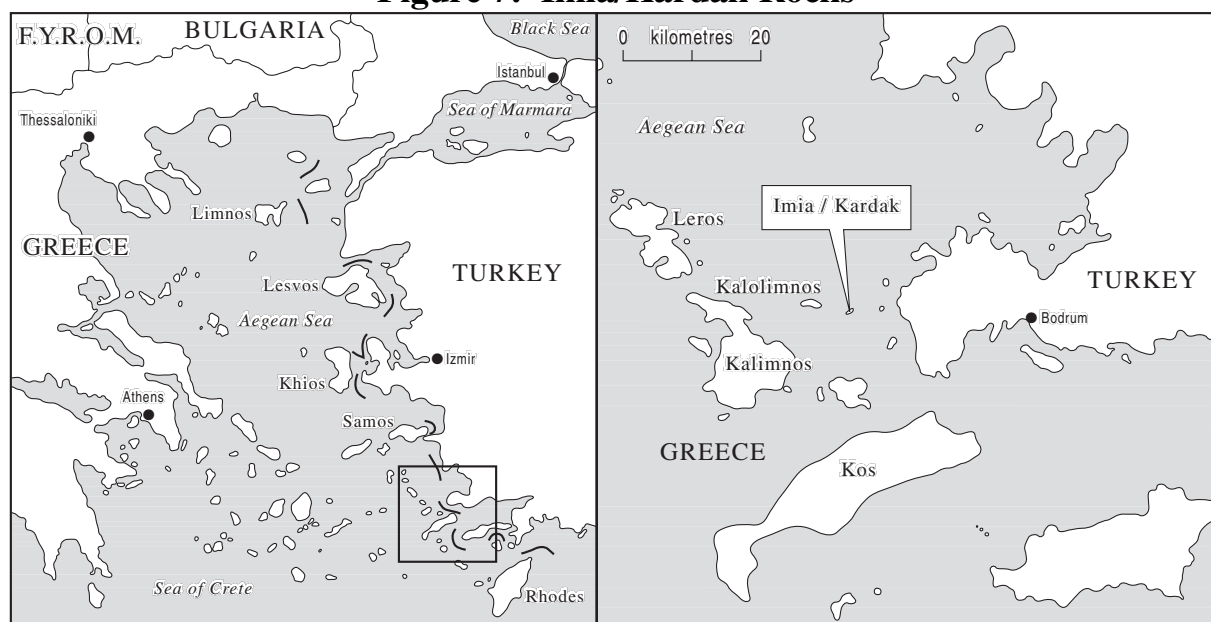 Figure 7: Imia/Kardak Rocks
F.Y.R.O.M.
BULGARIA
Black Sea
Istanbul
Sea of Marmara
Thessaloniki
Limnos
GREECE
TURKEY
Lesvos
Aegean Sea
Izmir
Khios
Athens
Samos
Sea of Crete
Rhodes
0 kilometres 20
Aegean Sea
Imia / Kardak
Leros
Kalolimnos
TURKEY
Bodrum
Kalimnos
GREECE
Kos